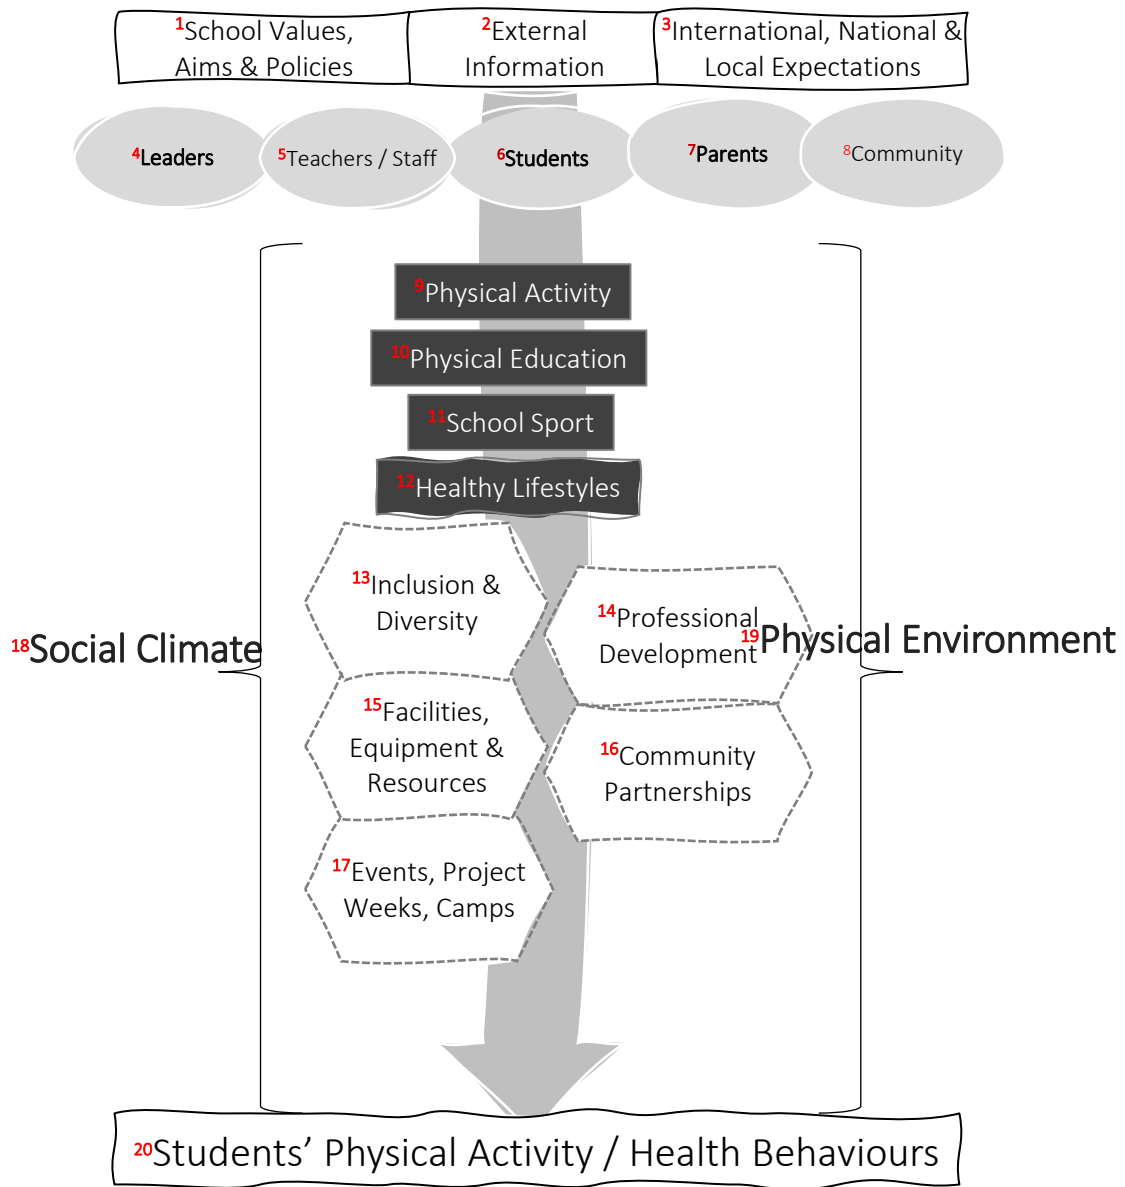 1School Values,
Aims & Policies
2External
Information
3International, National &
Local Expectations
4Leaders
5Teachers / Staff
6Students
7Parents
8Community
9Physical Activity
10Physical Education
11School Sport
12Healthy Lifestyles
13Inclusion &
Diversity
14Professional
Development
15Facilities,
Equipment &
Resources
16Community
Partnerships
17Events, Project
Weeks, Camps
18Social Climate
19Physical Environment
20Students’ Physical Activity / Health Behaviours